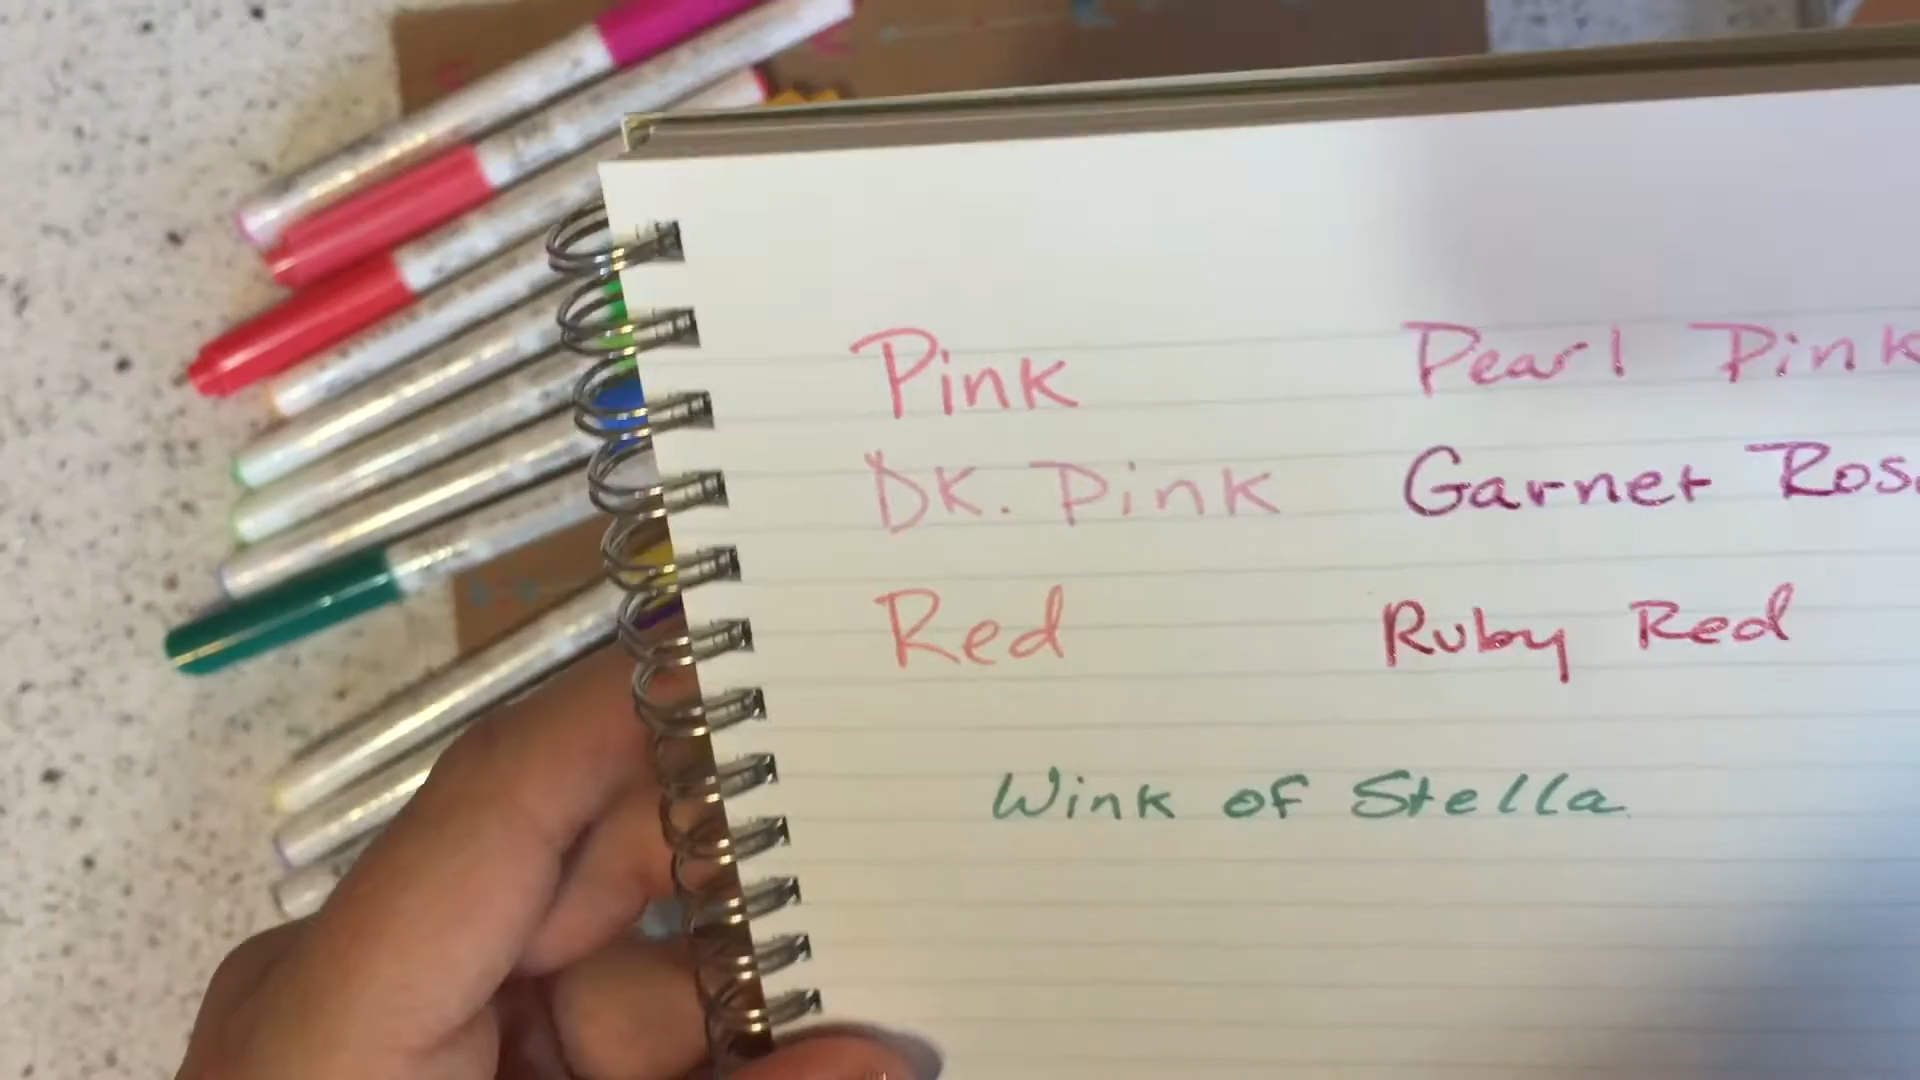 Pink Pearl Pink
DK. Pink Garnet Rose
Red Ruby Red
Wink of Stella